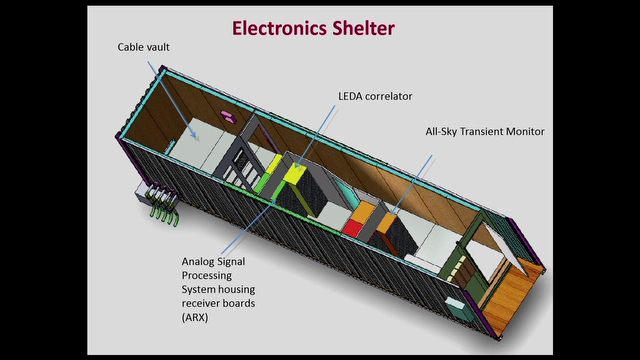 Electronics Shelter
Cable vault
LEDA correlator
All-Sky Transient Monitor
Analog Signal
Processing
System housing
receiver boards
(ARX)